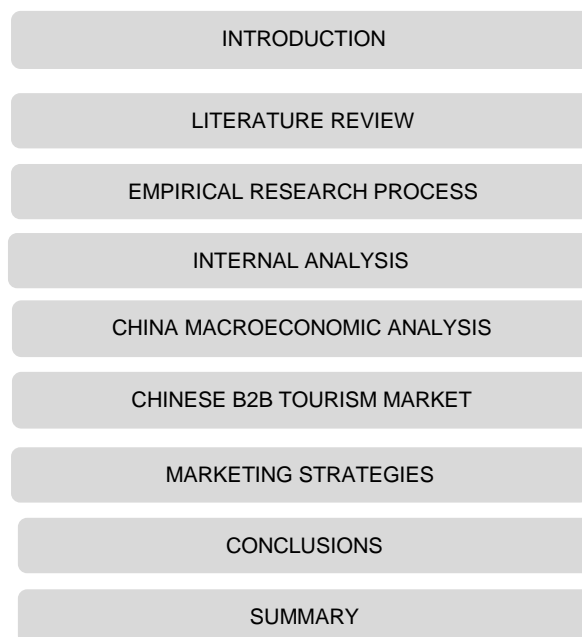 INTRODUCTION
LITERATURE REVIEW
EMPIRICAL RESEARCH PROCESS
INTERNAL ANALYSIS
CHINA MACROECONOMIC ANALYSIS
CHINESE B2B TOURISM MARKET
MARKETING STRATEGIES
CONCLUSIONS
SUMMARY